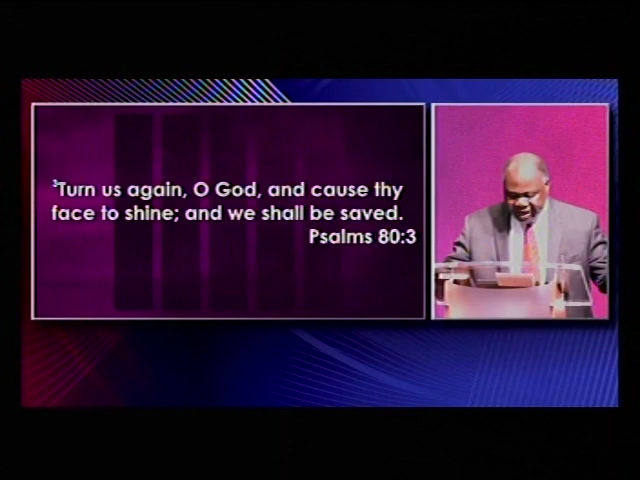 ³Turn us again, O God, and cause thy
face to shine; and we shall be saved.
Psalms 80:3